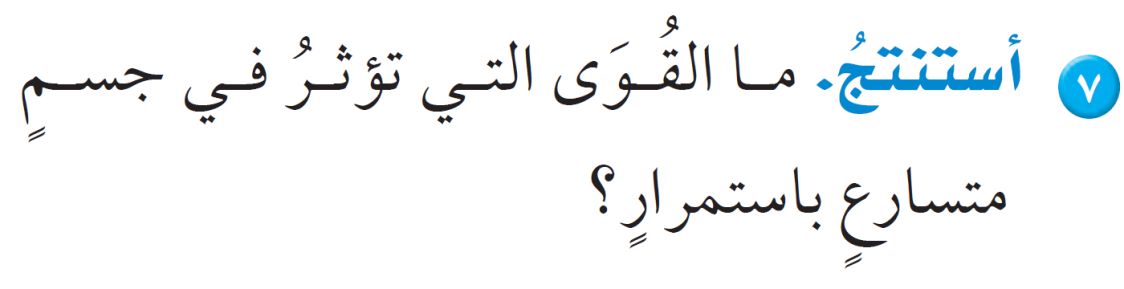 ٧ أستنتجُ. ما القُوَى التي تؤثرُ في جسمٍ
متسارعٍ باستمرارٍ؟